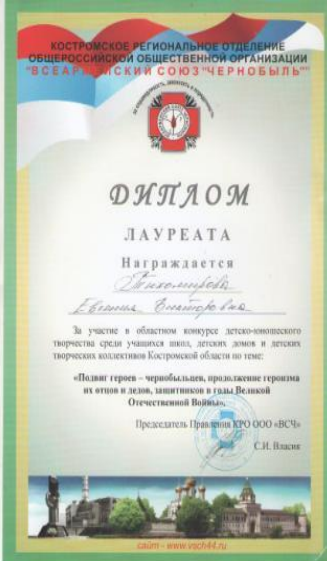 КОСТРОМСКОЕ РЕГИОНАЛЬНОЕ ОТДЕЛЕНИЕ
ОБЩЕРОССИЙСКОЙ ОБЩЕСТВЕННОЙ ОРГАНИЗАЦИИ
"ВСЕАРМЕЙСКИЙ СОЮЗ "ЧЕРНОБЫЛЬ"
ДИПЛОМ
ЛАУРЕАТА
Награждается
Тихомирова
Евгения Викторовна
За участие в областном конкурсе детско-юношеского
творчества среди учащихся школ, детских домов и детских
творческих коллективов Костромской области по теме:
«Подвиг героев – чернобыльцев, продолжение героизма
их отцов и дедов, защитников в годы Великой
Отечественной Войны».
Председатель Правления КРО ООО «ВСЧ»
С.И. Власик
сайт - www.vsch44.ru